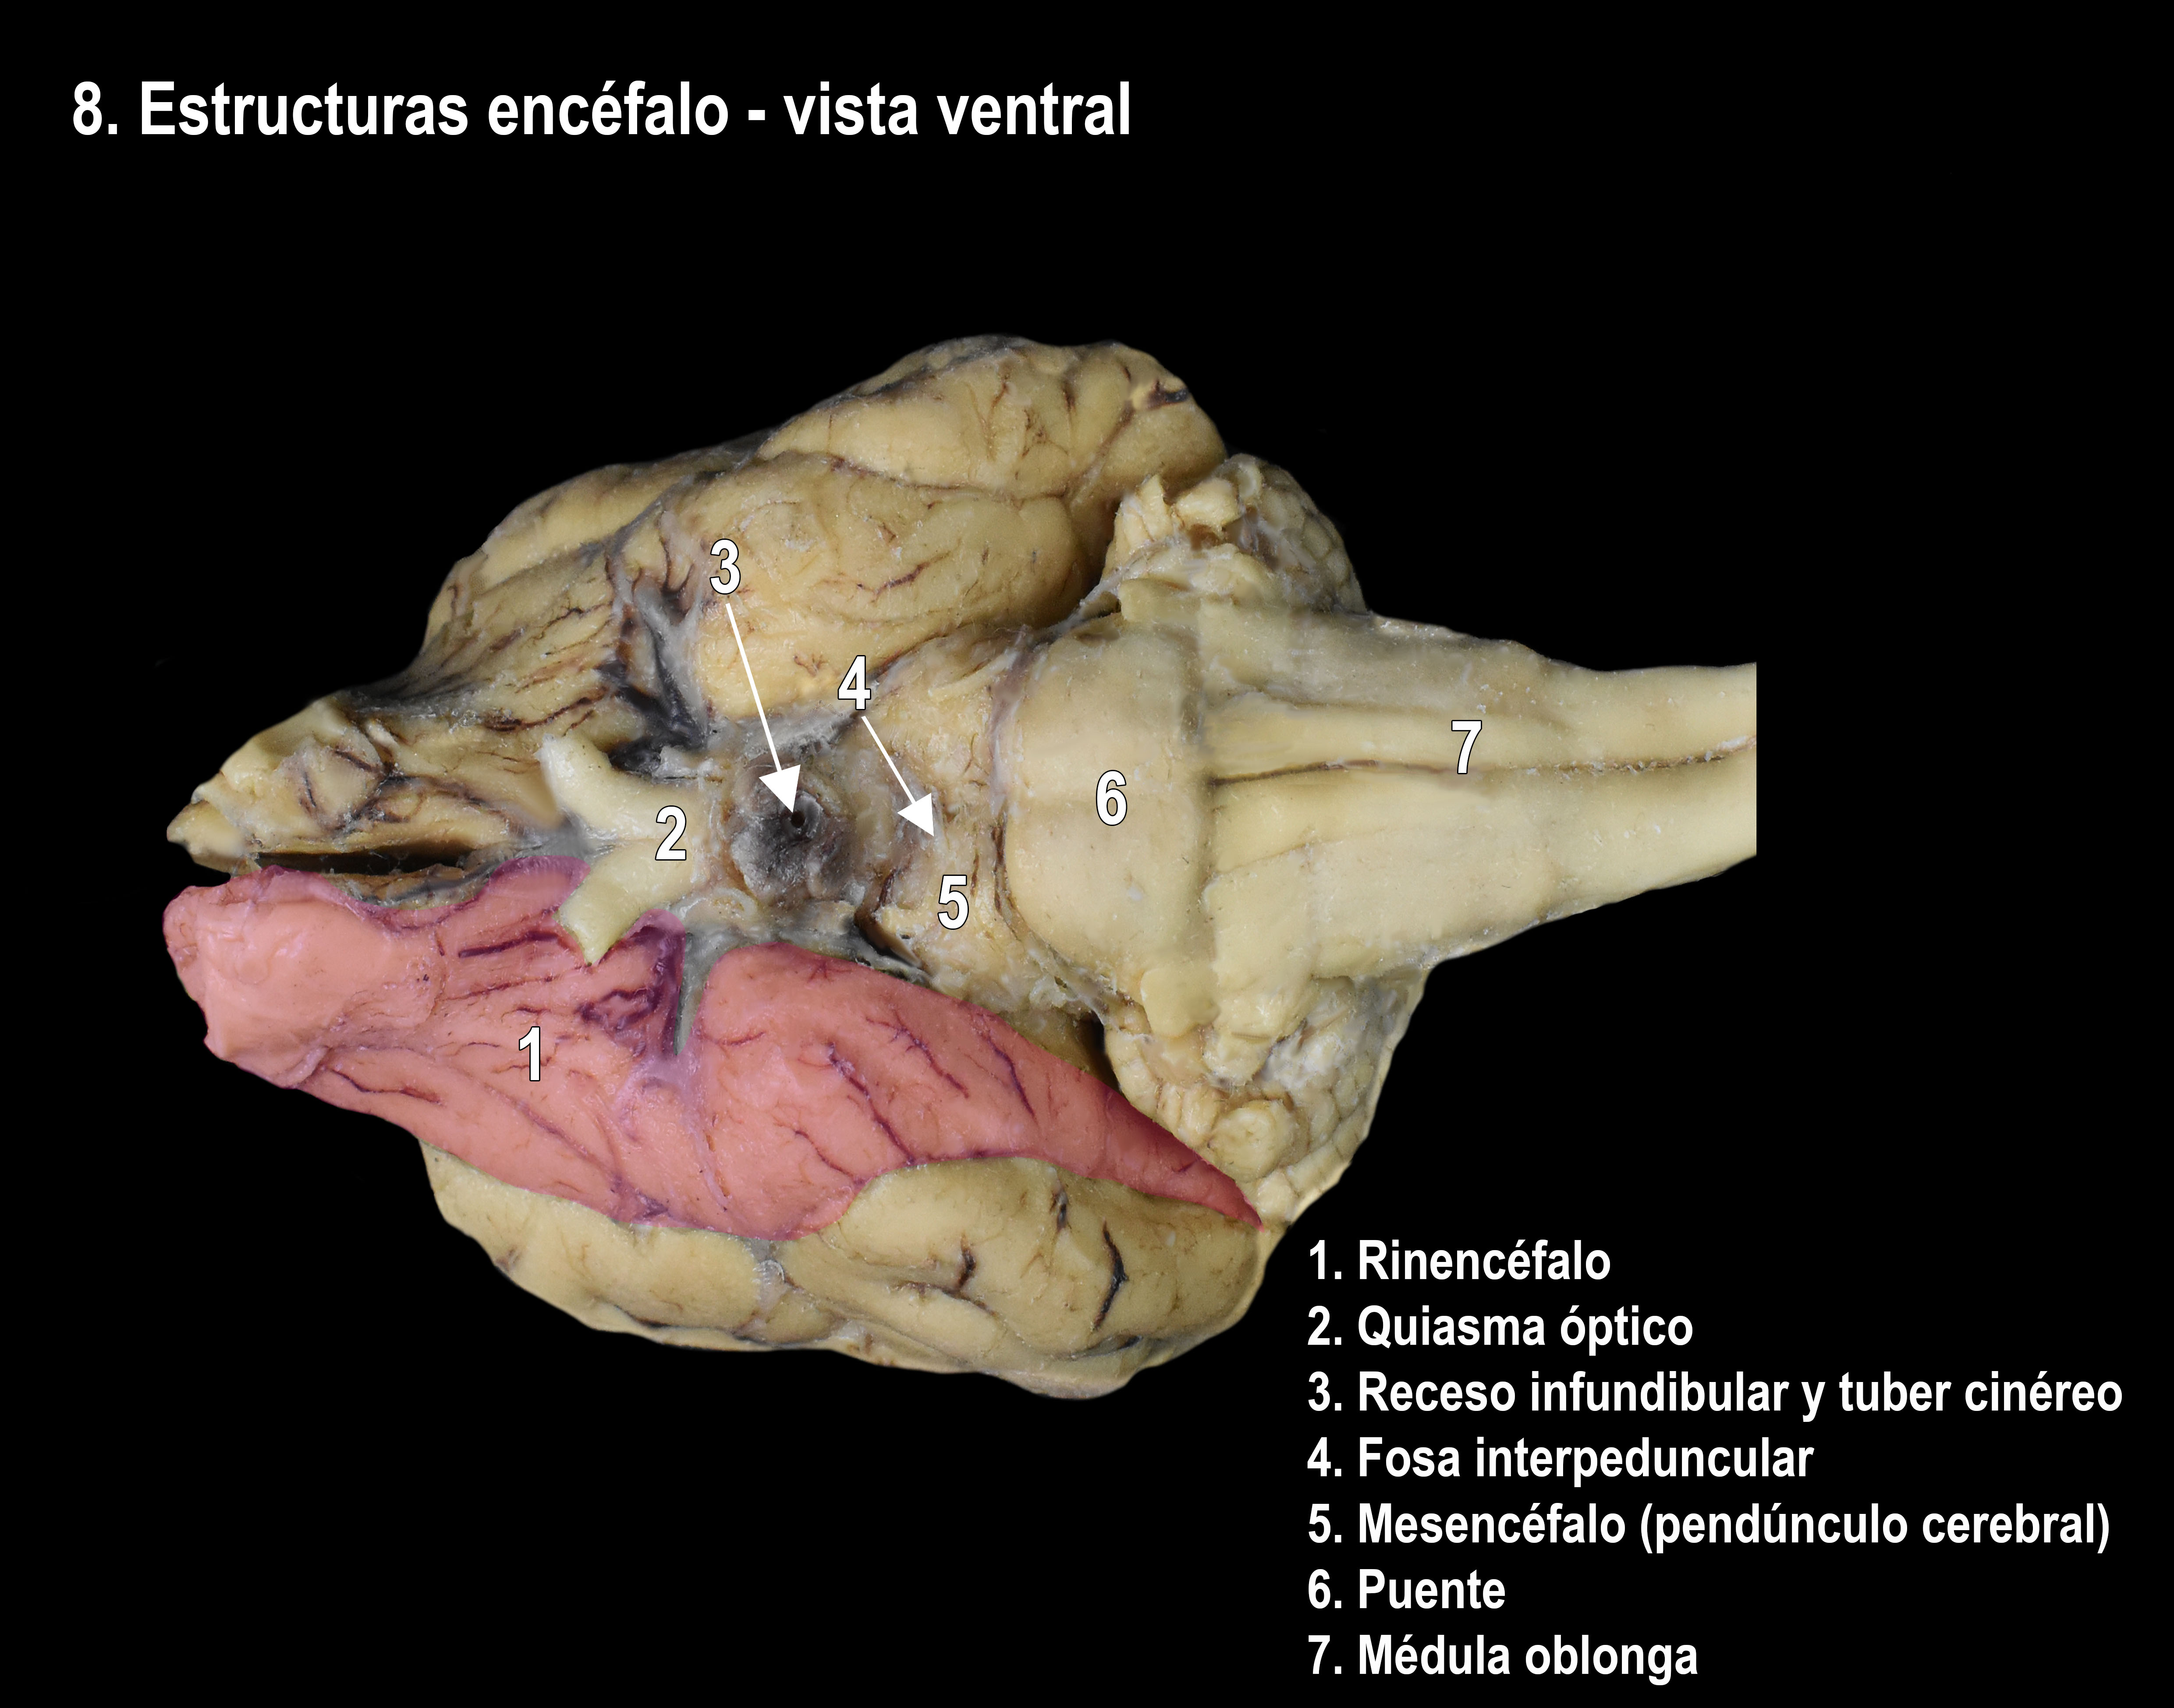 8. Estructuras encéfalo - vista ventral
3
4
7
6
2
5
1
1. Rinencéfalo
2. Quiasma óptico
3. Receso infundibular y tuber cinéreo
4. Fosa interpeduncular
5. Mesencéfalo (pendúnculo cerebral)
6. Puente
7. Médula oblonga